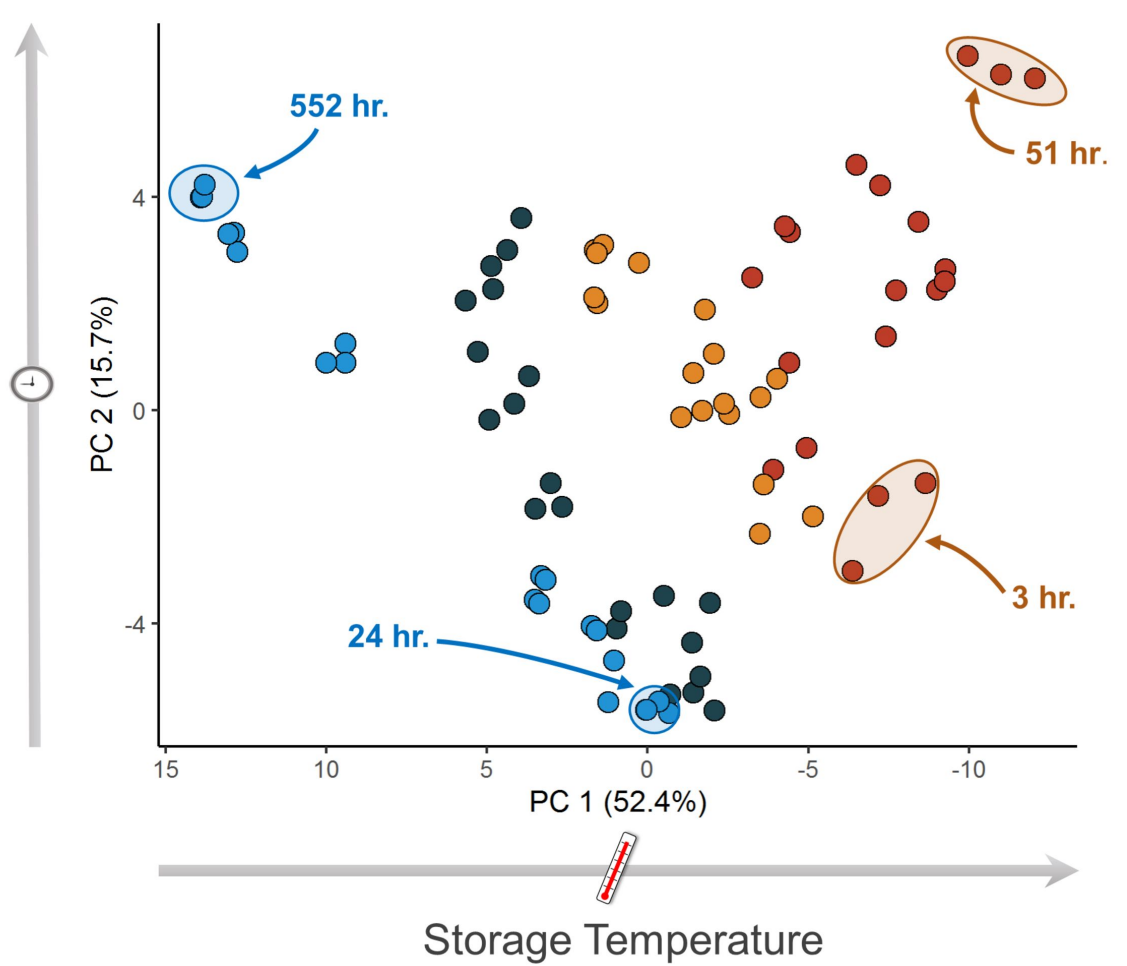 552 hr.
51 hr.
4
PC 2 (15.7%)
0
3 hr.
-4
24 hr.
15 10 5 0 -5 -10
PC 1 (52.4%)
Storage Temperature